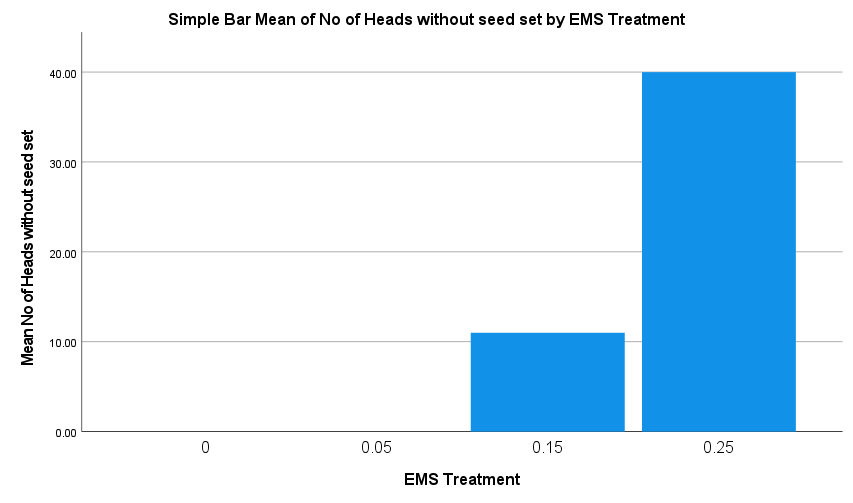 Simple Bar Mean of No of Heads without seed set by EMS Treatment
Mean No of Heads without seed set
40.00
30.00
20.00
10.00
0.00
0 0.05 0.15 0.25
EMS Treatment